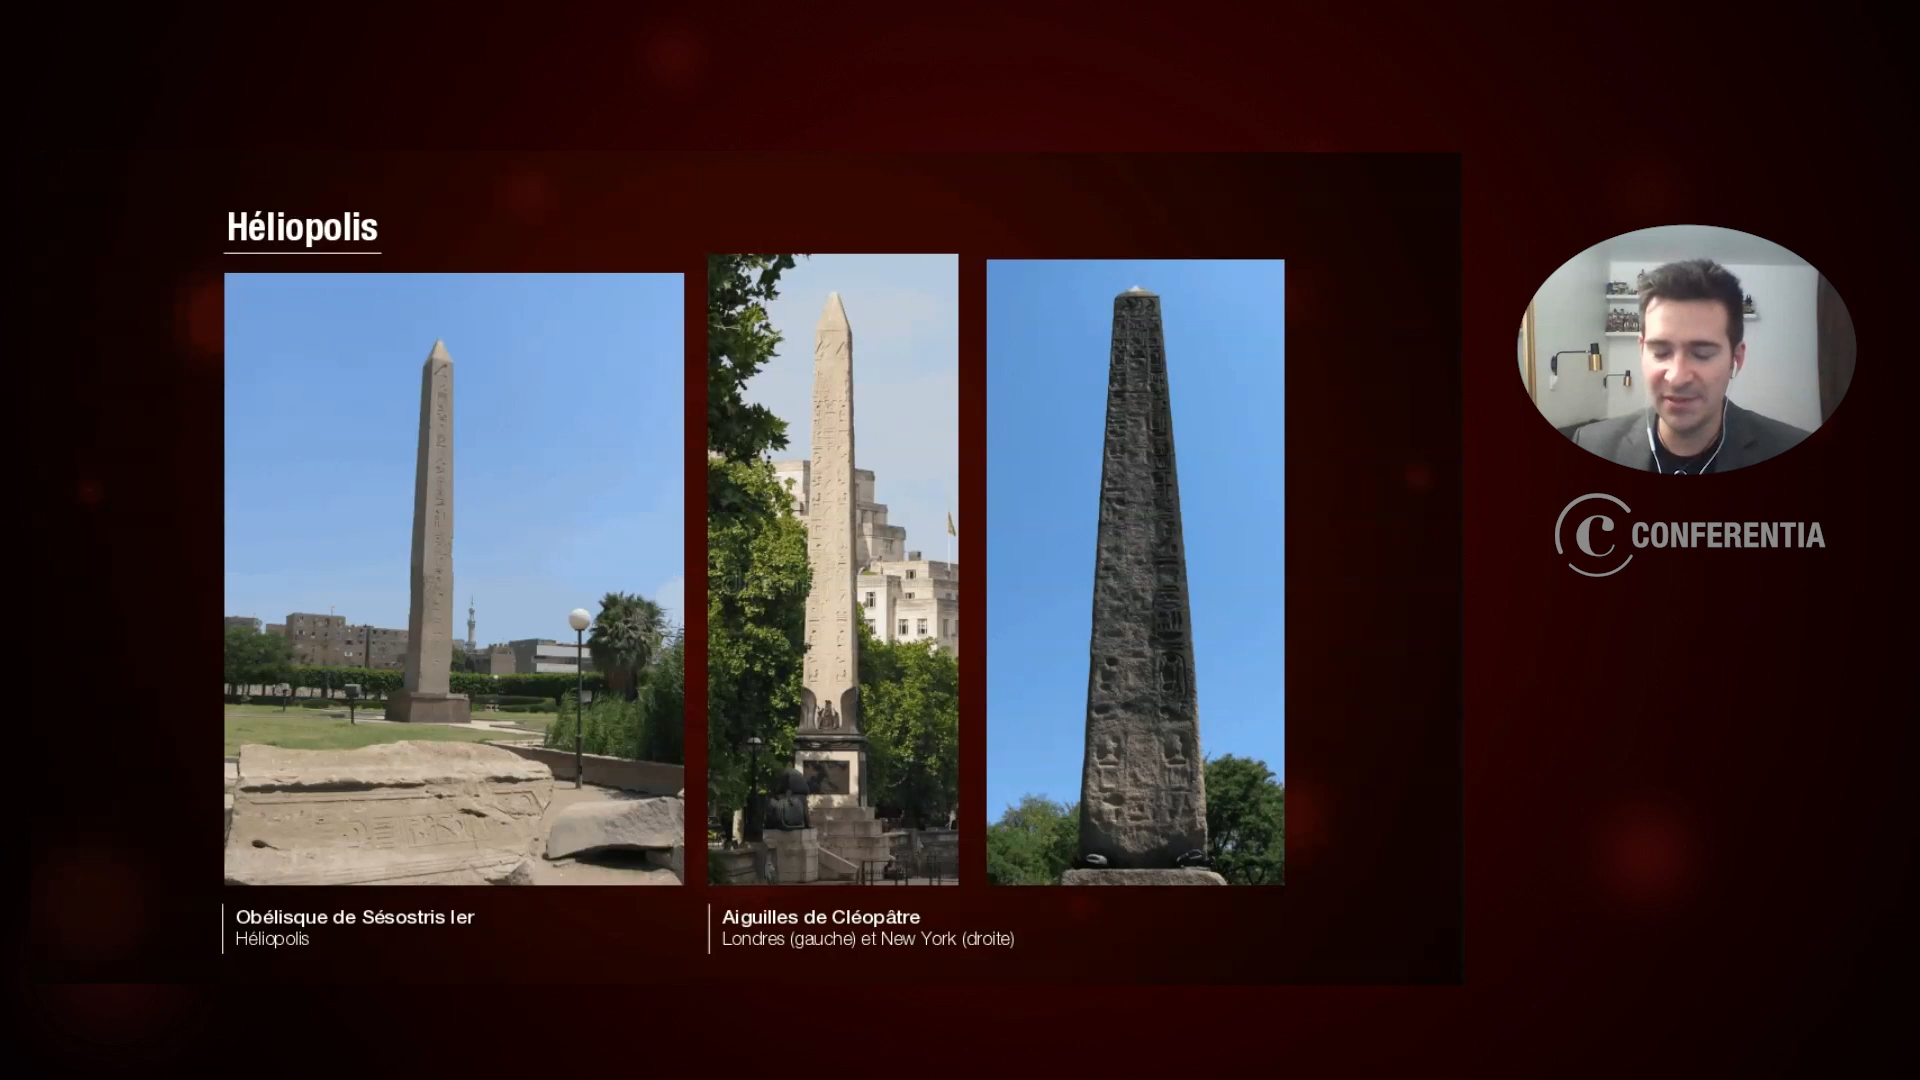 Héliopolis
Obélisque de Sésostris Ier
Héliopolis
Aiguilles de Cléopâtre
Londres (gauche) et New York (droite)
C CONFERENTIA